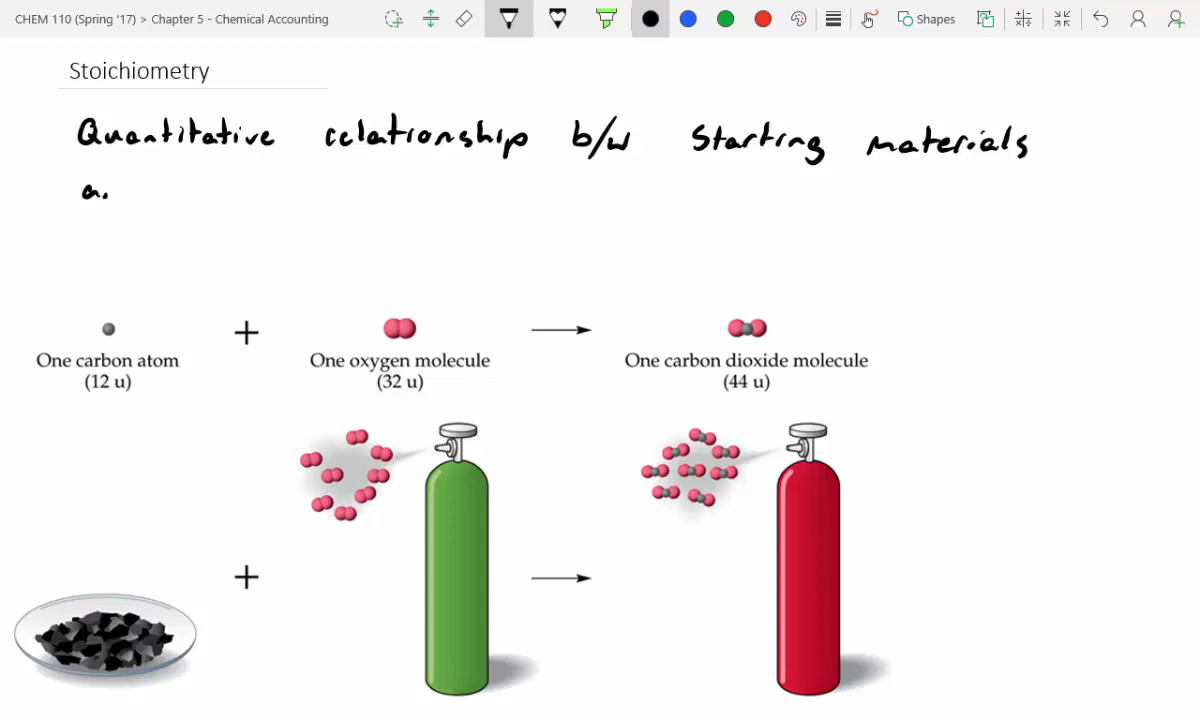 CHEM 110 (Spring '17) > Chapter 5 - Chemical Accounting
Shapes
Stoichiometry
Quantitative relationship b/w Starting materials
a.
+
One carbon atom
(12 u)
One oxygen molecule
(32 u)
One carbon dioxide molecule
(44 u)
+